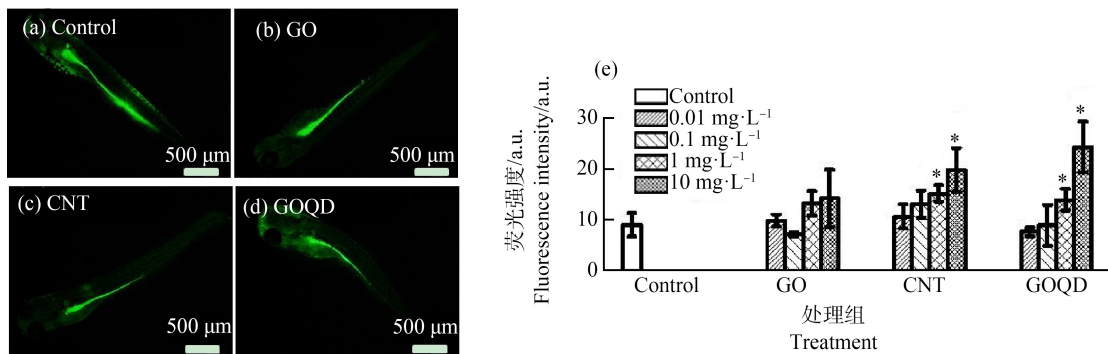 (a) Control
500 μm
(b) GO
500 μm
(c) CNT
500 μm
(d) GOQD
500 μm
(e)
荧光强度/a.u.
Fluorescence intensity/a.u.
30
20
10
0
Control
0.01 mg·L⁻¹
0.1 mg·L⁻¹
1 mg·L⁻¹
10 mg·L⁻¹
*
*
*
*
Control
GO
CNT
GOQD
处理组
Treatment